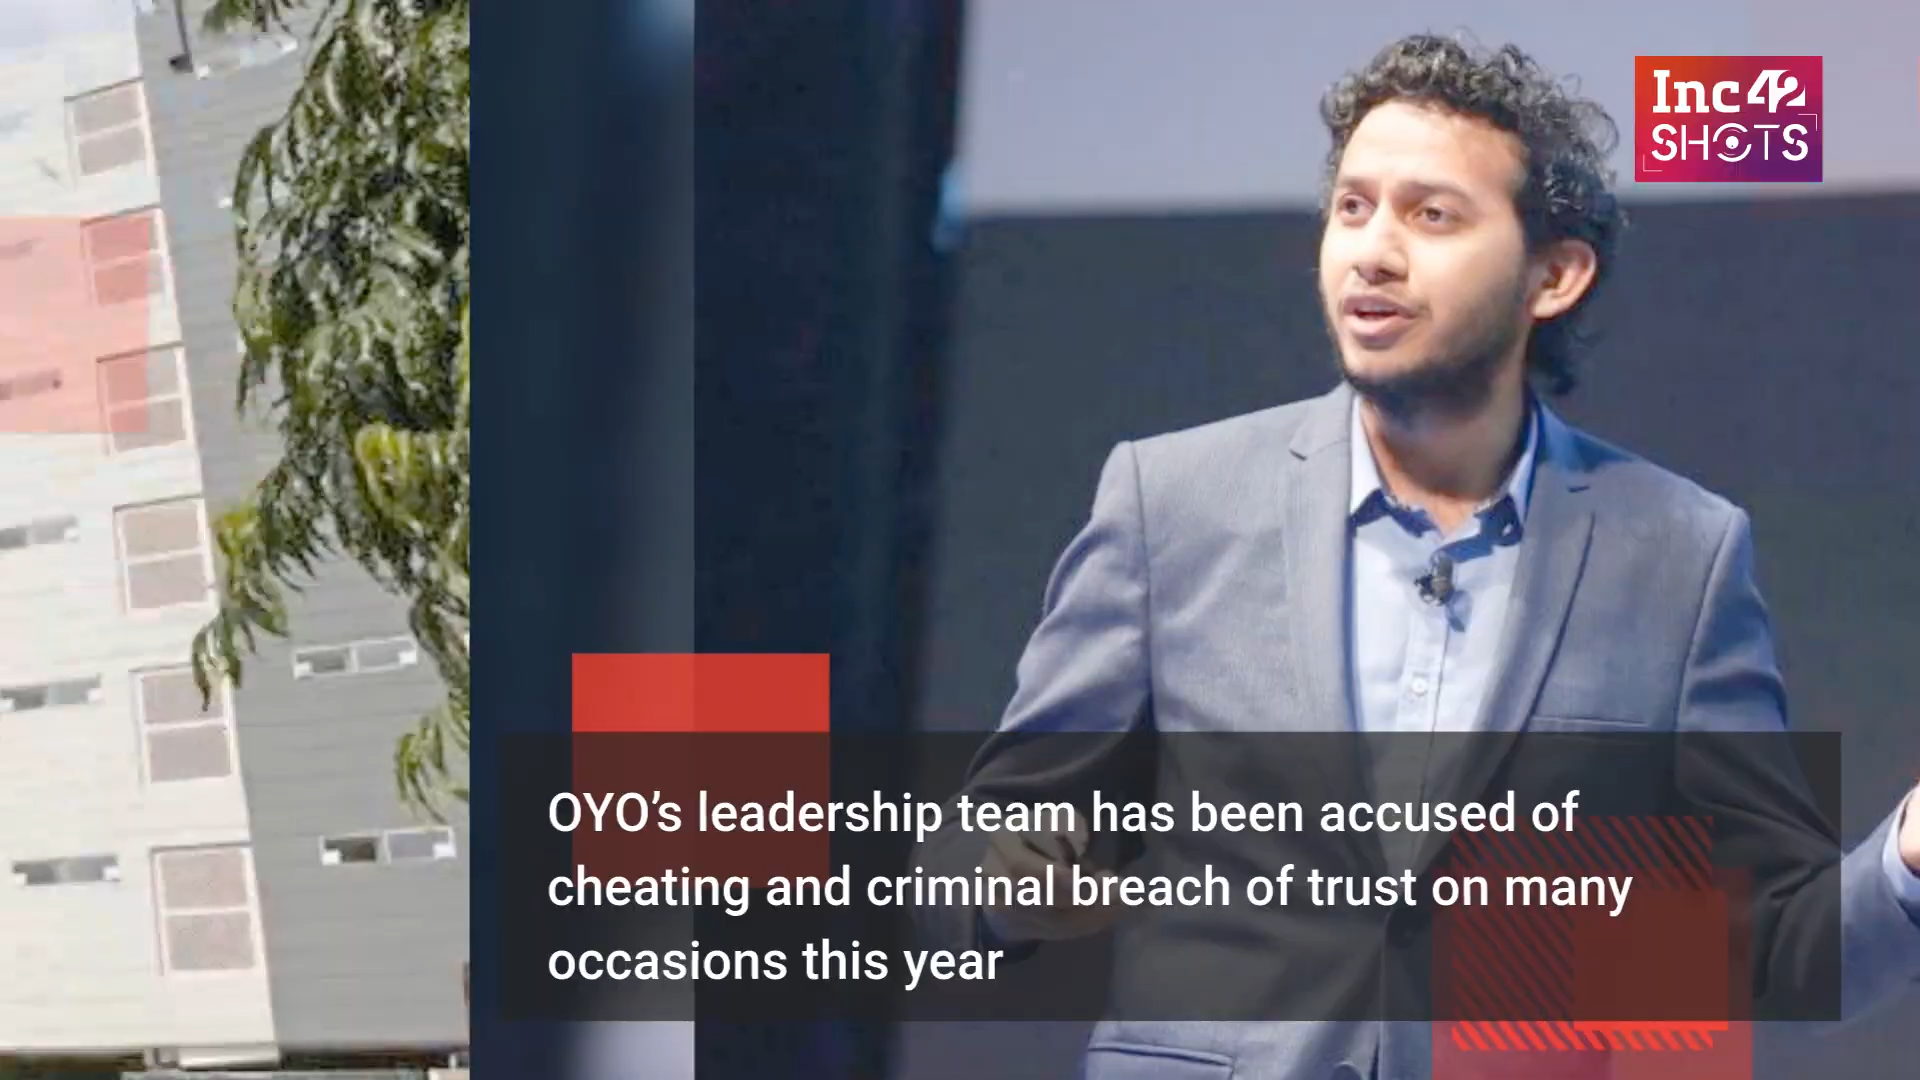 Inc42
SHOTS
OYO’s leadership team has been accused of
cheating and criminal breach of trust on many
occasions this year